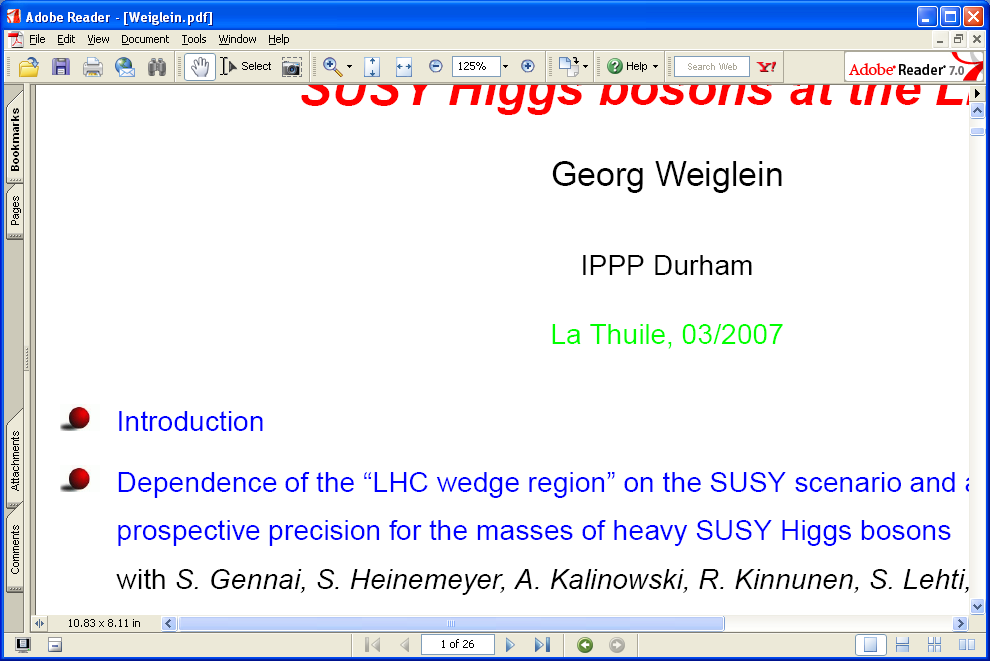 Adobe Reader - [Weiglein.pdf]
File Edit View Document Tools Window Help
Select 125% Help Search Web Y! Adobe Reader 7.0
Bookmarks
Pages
Attachments
Comments
SUSY Higgs bosons at the
Georg Weiglein
IPPP Durham
La Thuile, 03/2007
Introduction
Dependence of the “LHC wedge region” on the SUSY scenario and
prospective precision for the masses of heavy SUSY Higgs bosons
with S. Gennai, S. Heinemeyer, A. Kalinowski, R. Kinnunen, S. Lehti,
10.83 x 8.11 in
1 of 26